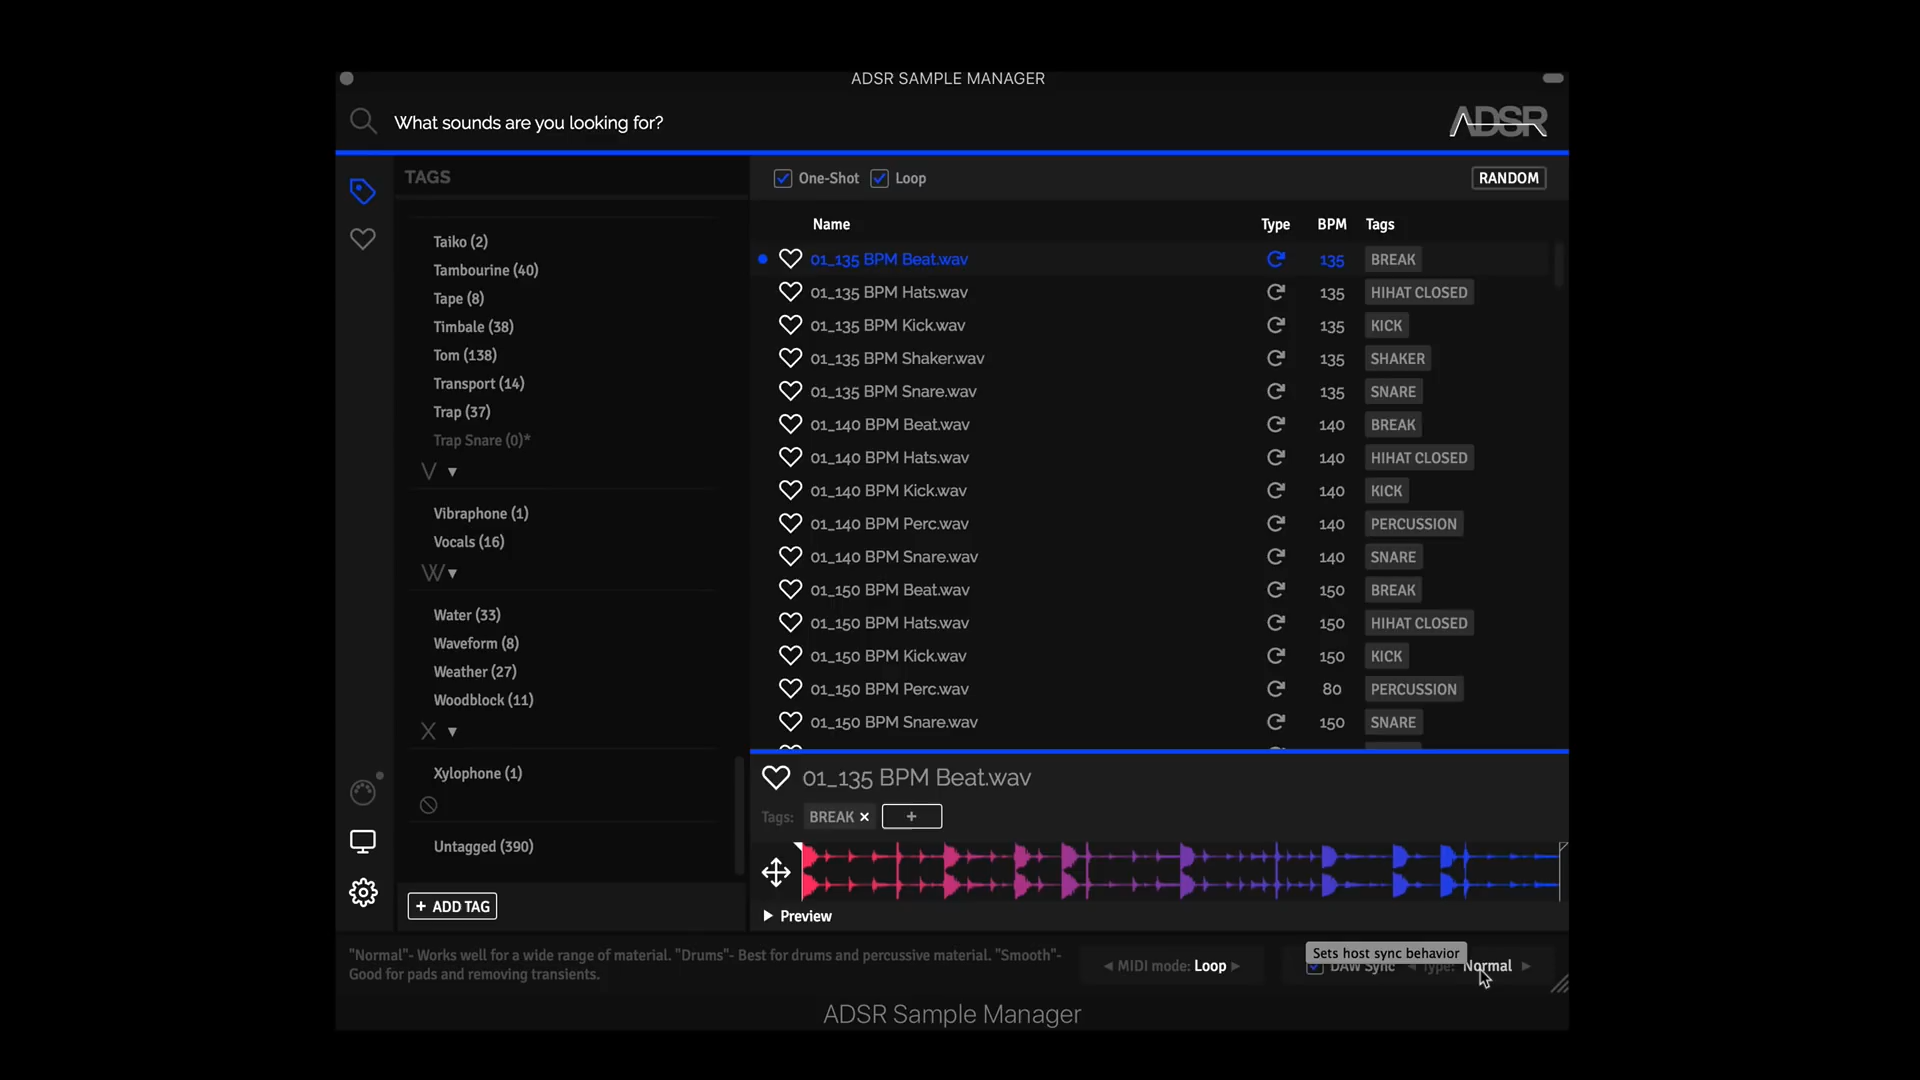 ADSR SAMPLE MANAGER
What sounds are you looking for?
ADSR
TAGS
One-Shot Loop RANDOM
Name Type BPM Tags
Taiko (2)
Tambourine (40)
Tape (8)
Timbale (38)
Tom (138)
Transport (14)
Trap (37)
Trap Snare (0)*
V
Vibraphone (1)
Vocals (16)
W
Water (33)
Waveform (8)
Weather (27)
Woodblock (11)
X
Xylophone (1)
Untagged (390)
+ ADD TAG
01_135 BPM Beat.wav 135 BREAK
01_135 BPM Hats.wav 135 HIHAT CLOSED
01_135 BPM Kick.wav 135 KICK
01_135 BPM Shaker.wav 135 SHAKER
01_135 BPM Snare.wav 135 SNARE
01_140 BPM Beat.wav 140 BREAK
01_140 BPM Hats.wav 140 HIHAT CLOSED
01_140 BPM Kick.wav 140 KICK
01_140 BPM Perc.wav 140 PERCUSSION
01_140 BPM Snare.wav 140 SNARE
01_150 BPM Beat.wav 150 BREAK
01_150 BPM Hats.wav 150 HIHAT CLOSED
01_150 BPM Kick.wav 150 KICK
01_150 BPM Perc.wav 80 PERCUSSION
01_150 BPM Snare.wav 150 SNARE
01_135 BPM Beat.wav
Tags: BREAK × +
Preview
"Normal"- Works well for a wide range of material. "Drums"- Best for drums and percussive material. "Smooth"-
Good for pads and removing transients.
MIDI mode: Loop
Sets host sync behavior
DAW Sync Type: Normal
ADSR Sample Manager